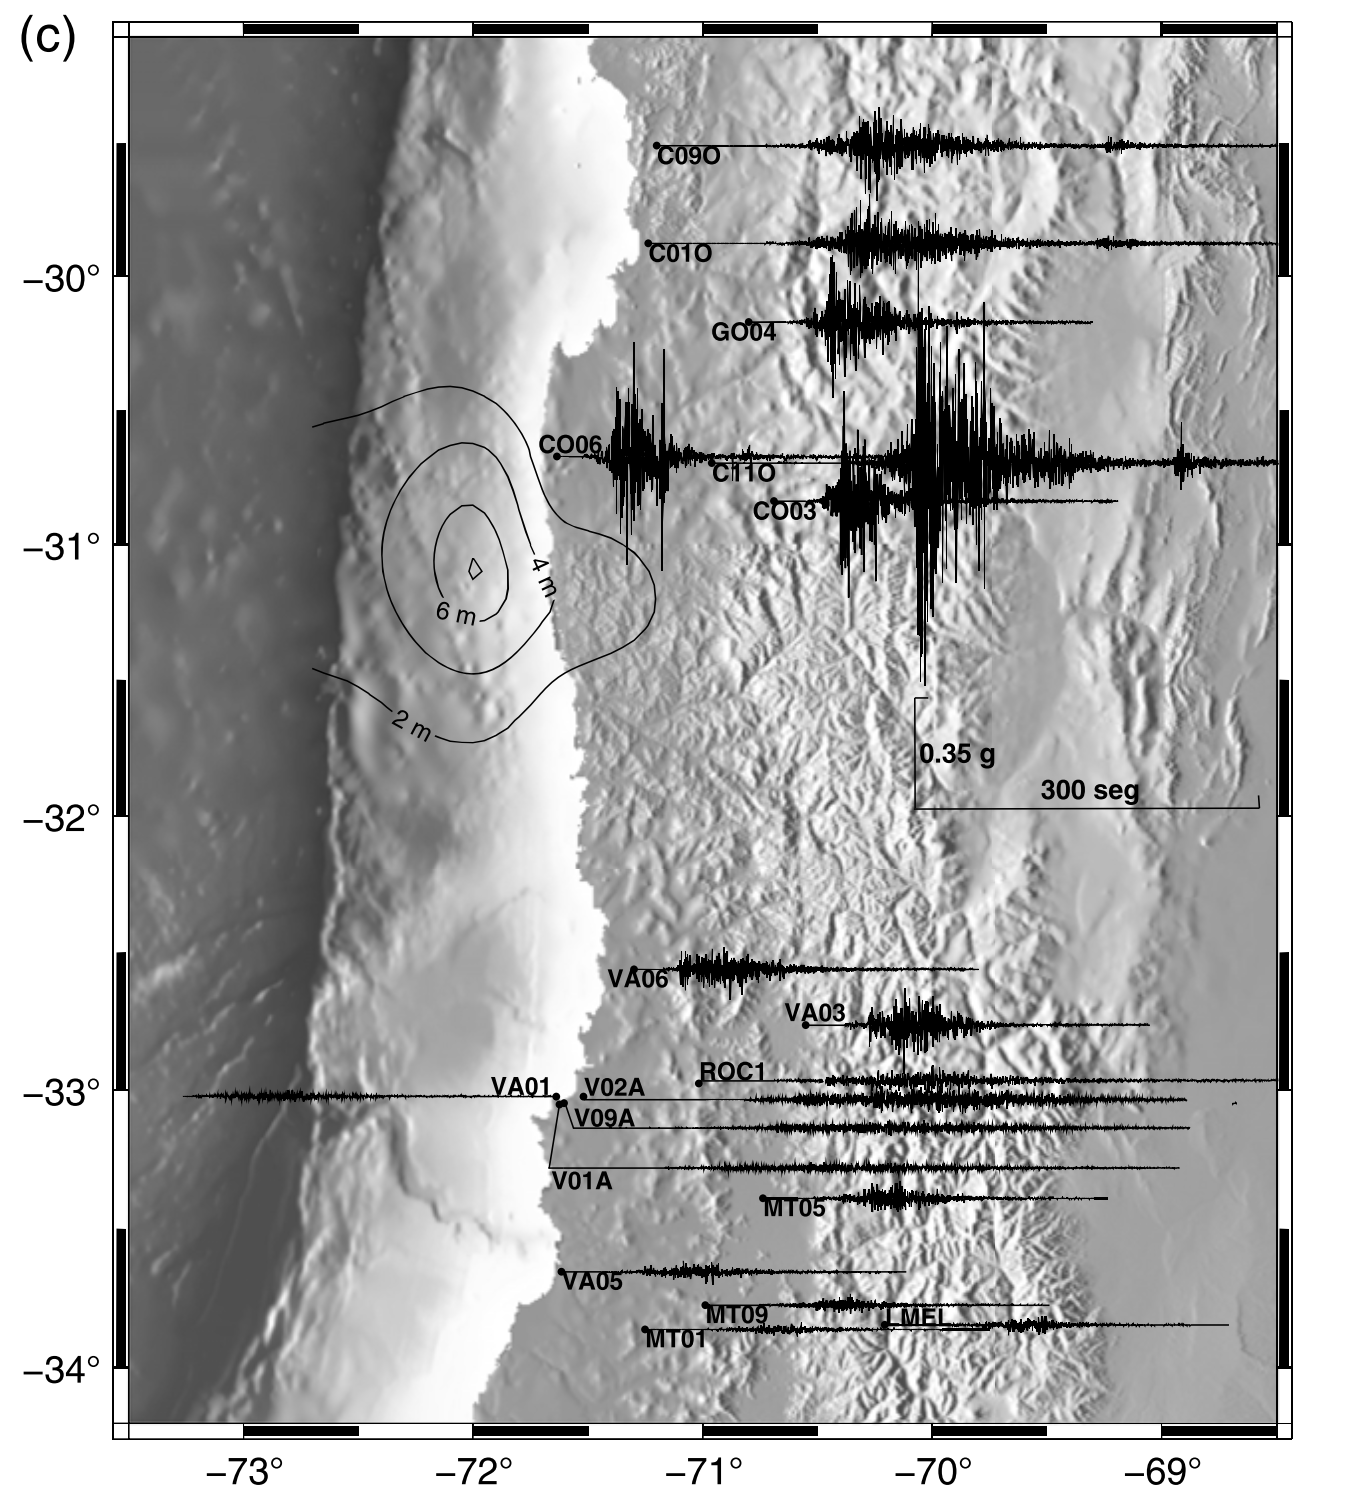 (c)
C09O
C01O
−30°
GO04
CO06
C11O
CO03
−31°
4 m
6 m
2 m
0.35 g
300 seg
−32°
VA06
VA03
ROC1
−33°
VA01
V02A
V09A
V01A
MT05
VA05
MT09
LMEL
MT01
−34°
−73°
−72°
−71°
−70°
−69°